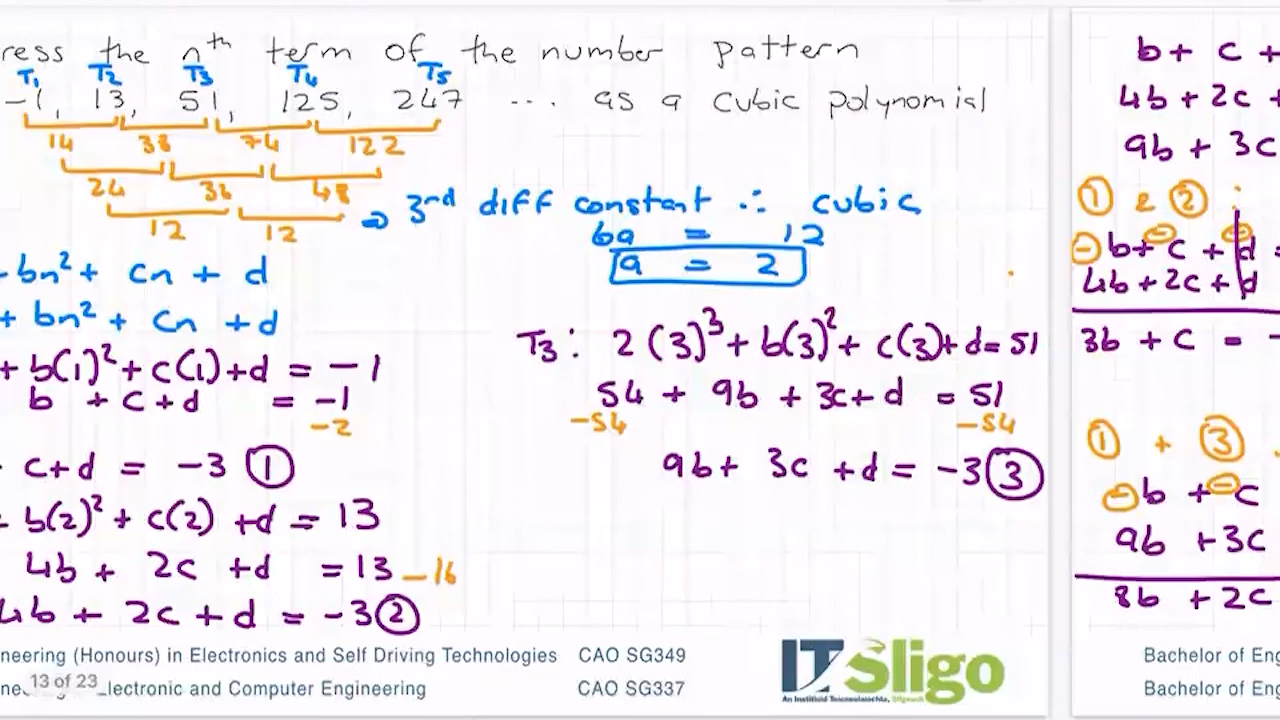 ress the nth term of the number pattern
T1 T2 T3 T4 T5
-1, 13, 51, 125, 247 ... as a cubic polynomial
14 38 74 122
24 36 48
12 12 ⇒ 3rd diff constant ∴ cubic
6a = 12
a = 2
bn² + cn + d
+ bn² + cn + d
+ b(1)² + c(1) + d = -1
b + c + d = -1
-2
c + d = -3 ①
b(2)² + c(2) + d = 13
4b + 2c + d = 13 -16
4b + 2c + d = -3 ②
T3: 2(3)³ + b(3)² + c(3) + d = 51
54 + 9b + 3c + d = 51
-54 -54
9b + 3c + d = -3 ③
b + c +
4b + 2c +
9b + 3c
① & ② :
b + c + d =
4b + 2c + d
3b + c = -
① + ③
b + c
9b + 3c
8b + 2c
neering (Honours) in Electronics and Self Driving Technologies CAO SG349
13 of 23 Electronic and Computer Engineering CAO SG337
IT Sligo
An Institiúid Teicneolaíochta, Sligeach
Bachelor of Eng
Bachelor of Eng